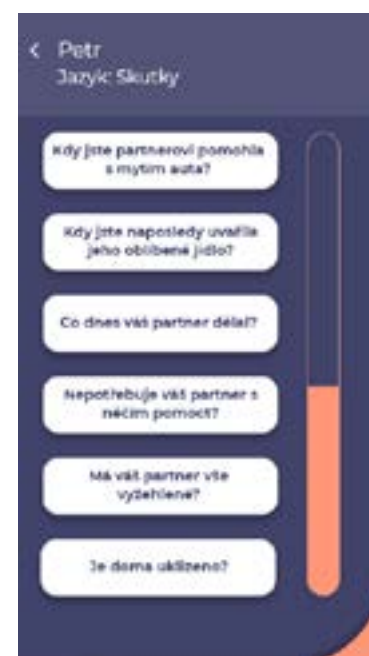 Petr
Jazyk: Skutky
Kdy jste partnerovi pomohla
s mytím auta?
Kdy jste naposledy uvařila
jeho oblíbené jídlo?
Co dnes váš partner dělal?
Nepotřebuje váš partner s
něčím pomoct?
Má váš partner vše
vyžehlené?
Je doma uklizeno?